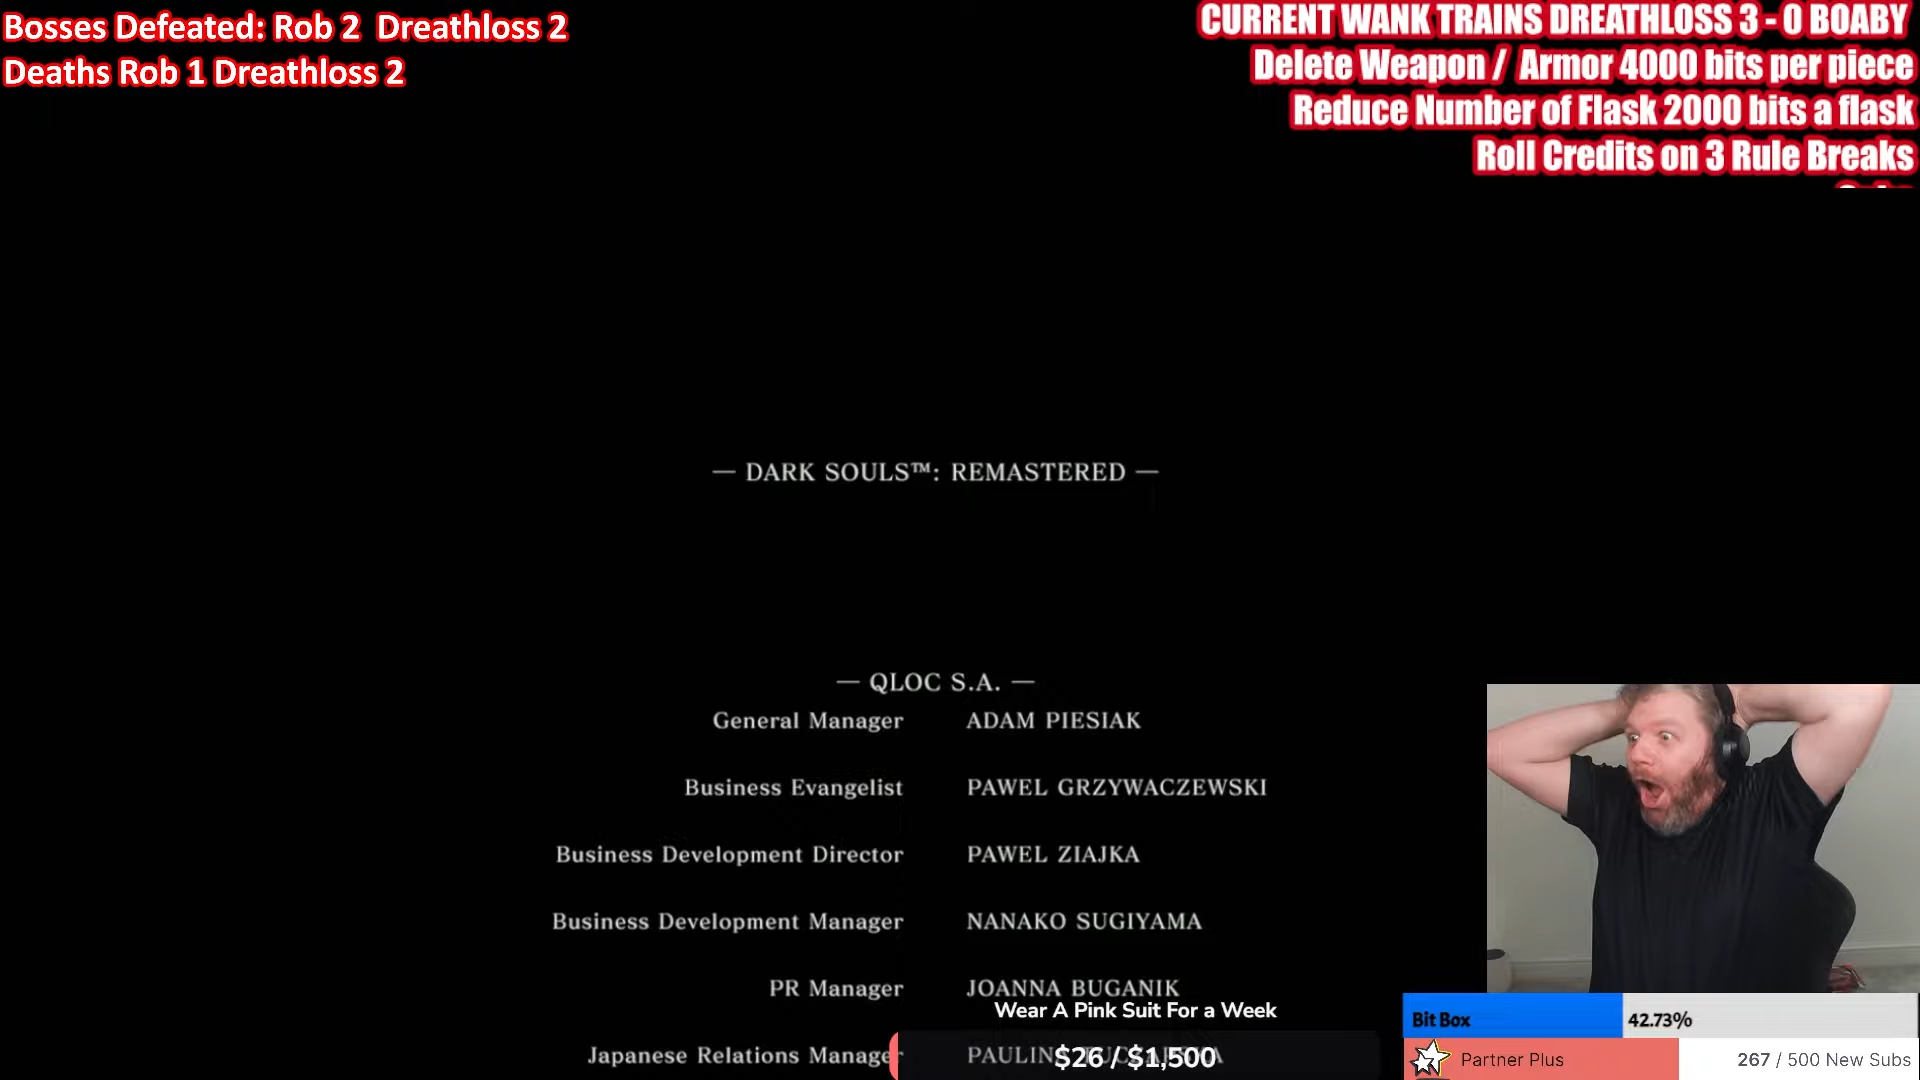 Bosses Defeated: Rob 2 Dreathloss 2
Deaths Rob 1 Dreathloss 2
CURRENT WANK TRAINS DREATHLOSS 3 - 0 BOABY
Delete Weapon / Armor 4000 bits per piece
Reduce Number of Flask 2000 bits a flask
Roll Credits on 3 Rule Breaks
— DARK SOULS™: REMASTERED —
— QLOC S.A. —
General Manager ADAM PIESIAK
Business Evangelist PAWEL GRZYWACZEWSKI
Business Development Director PAWEL ZIAJKA
Business Development Manager NANAKO SUGIYAMA
PR Manager JOANNA BUGANIK
Wear A Pink Suit For a Week
Japanese Relations Manager
$26 / $1,500
Bit Box 42.73%
Partner Plus 267 / 500 New Subs